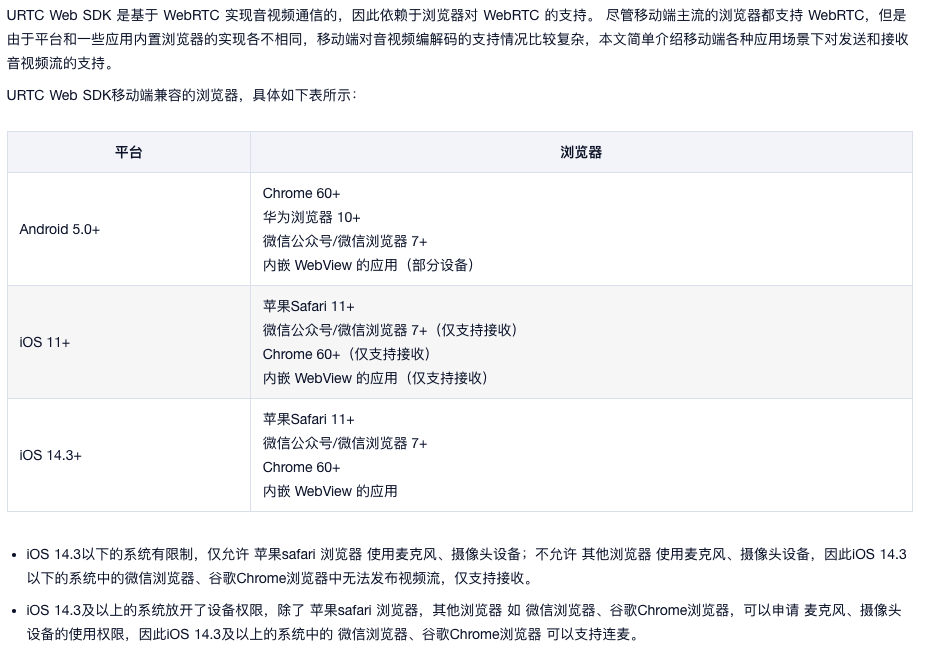 URTC Web SDK 是基于 WebRTC 实现音视频通信的，因此依赖于浏览器对 WebRTC 的支持。 尽管移动端主流的浏览器都支持 WebRTC，但是
由于平台和一些应用内置浏览器的实现各不相同，移动端对音视频编解码的支持情况比较复杂，本文简单介绍移动端各种应用场景下对发送和接收
音视频流的支持。
URTC Web SDK移动端兼容的浏览器，具体如下表所示：
平台
浏览器
Android 5.0+
Chrome 60+
华为浏览器 10+
微信公众号/微信浏览器 7+
内嵌 WebView 的应用（部分设备）
iOS 11+
苹果Safari 11+
微信公众号/微信浏览器 7+（仅支持接收）
Chrome 60+（仅支持接收）
内嵌 WebView 的应用（仅支持接收）
iOS 14.3+
苹果Safari 11+
微信公众号/微信浏览器 7+
Chrome 60+
内嵌 WebView 的应用
• iOS 14.3以下的系统有限制，仅允许 苹果safari 浏览器 使用麦克风、摄像头设备；不允许 其他浏览器 使用麦克风、摄像头设备，因此iOS 14.3
以下的系统中的微信浏览器、谷歌Chrome浏览器中无法发布视频流，仅支持接收。
• iOS 14.3及以上的系统放开了设备权限，除了 苹果safari 浏览器，其他浏览器 如 微信浏览器、谷歌Chrome浏览器，可以申请 麦克风、摄像头
设备的使用权限，因此iOS 14.3及以上的系统中的 微信浏览器、谷歌Chrome浏览器 可以支持连麦。